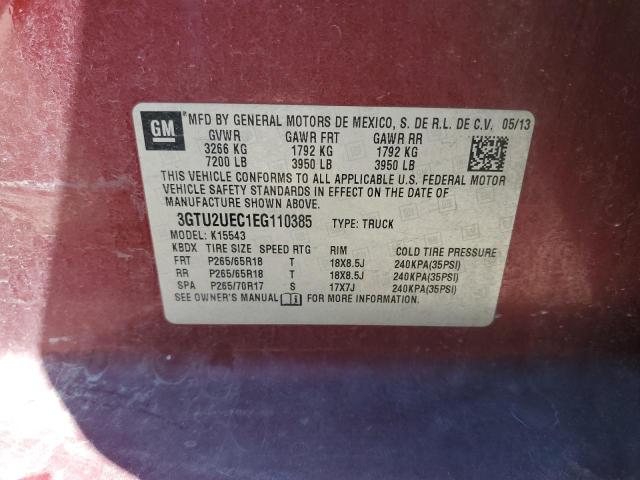 GM
MFD BY GENERAL MOTORS DE MEXICO, S. DE R.L. DE C.V. 05/13
GVWR GAWR FRT GAWR RR
3266 KG 1792 KG 1792 KG
7200 LB 3950 LB 3950 LB
THIS VEHICLE CONFORMS TO ALL APPLICABLE U.S. FEDERAL MOTOR
VEHICLE SAFETY STANDARDS IN EFFECT ON THE DATE OF
MANUFACTURE SHOWN ABOVE.
3GTU2UEC1EG110385 TYPE: TRUCK
MODEL: K15543
KBDX TIRE SIZE SPEED RTG RIM COLD TIRE PRESSURE
FRT P265/65R18 T 18X8.5J 240KPA(35PSI)
RR P265/65R18 T 18X8.5J 240KPA(35PSI)
SPA P265/70R17 S 17X7J 240KPA(35PSI)
SEE OWNER'S MANUAL FOR MORE INFORMATION.